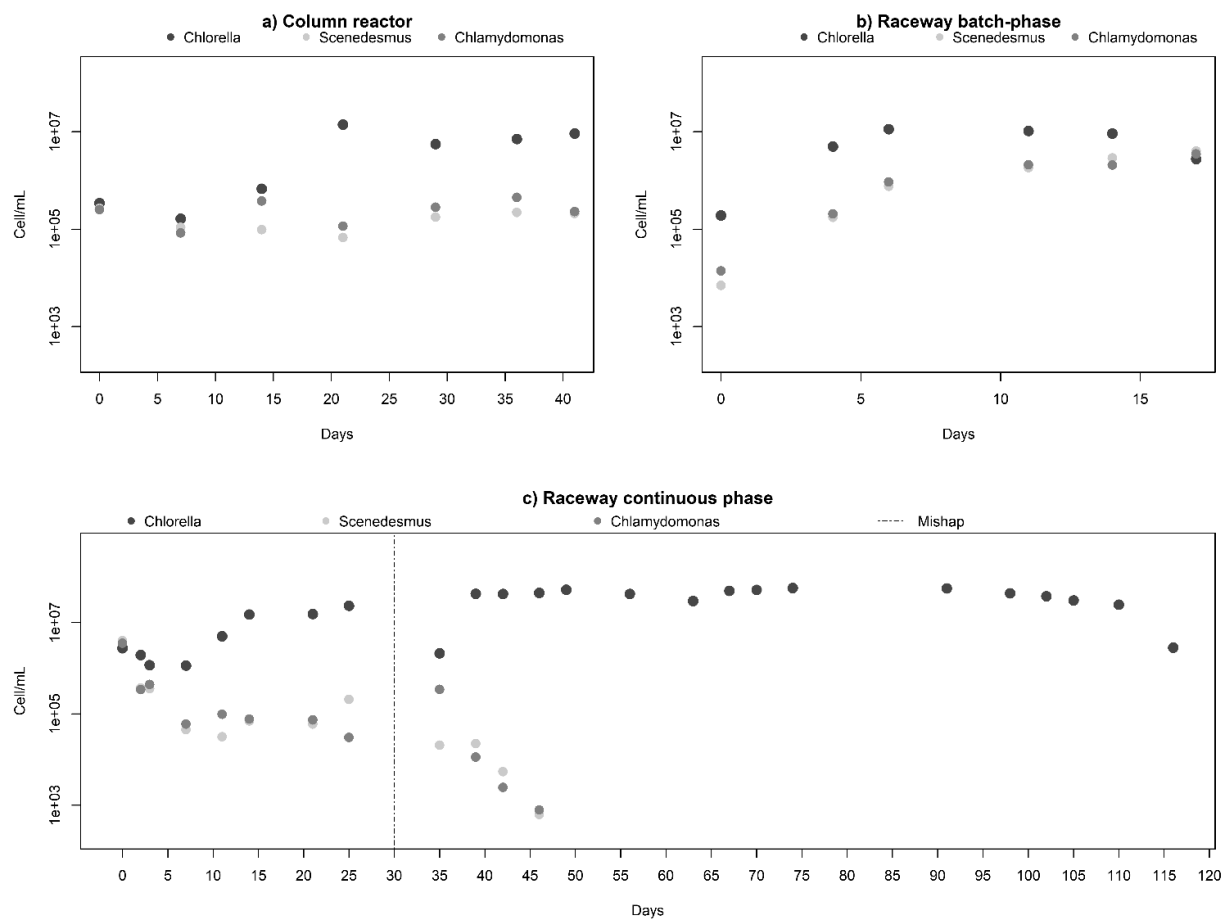 a) Column reactor
Chlorella Scenedesmus Chlamydomonas
1e+07
1e+05
1e+03
Cell/mL
0 5 10 15 20 25 30 35 40
Days
b) Raceway batch-phase
Chlorella Scenedesmus Chlamydomonas
1e+07
1e+05
1e+03
Cell/mL
0 5 10 15
Days
c) Raceway continuous phase
Chlorella Scenedesmus Chlamydomonas Mishap
1e+07
1e+05
1e+03
Cell/mL
0 5 10 15 20 25 30 35 40 45 50 55 60 65 70 75 80 85 90 95 100 105 110 115 120
Days